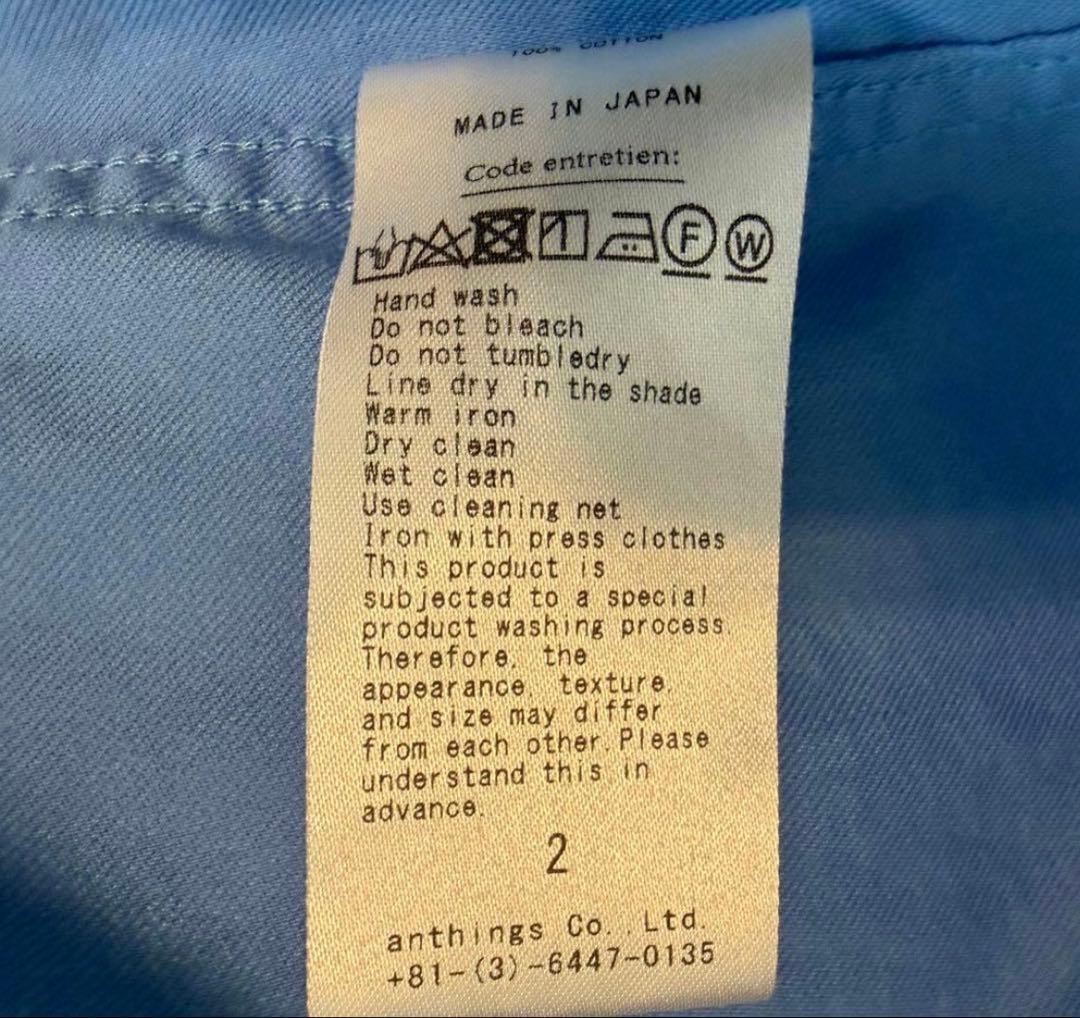 100% COTTON
MADE IN JAPAN
Code entretien:
F W
Hand wash
Do not bleach
Do not tumbledry
Line dry in the shade
Warm iron
Dry clean
Wet clean
Use cleaning net
Iron with press clothes
This product is
subjected to a special
product washing process.
Therefore, the
appearance, texture,
and size may differ
from each other.Please
understand this in
advance.
2
anthings Co.,Ltd.
+81-(3)-6447-0135